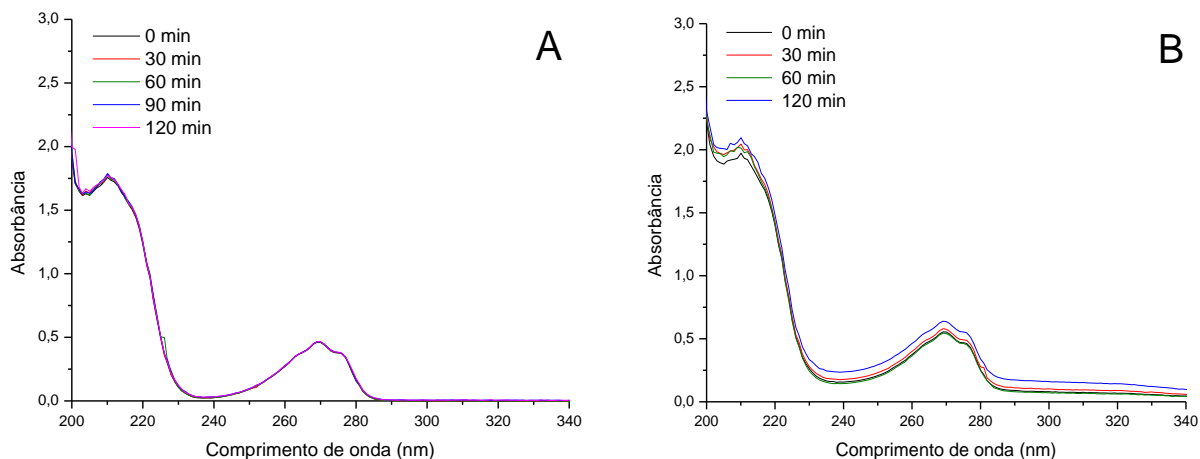 A
0 min
30 min
60 min
90 min
120 min
3,0
2,5
2,0
1,5
1,0
0,5
0,0
Absorbância
200 220 240 260 280 300 320 340
Comprimento de onda (nm)
B
0 min
30 min
60 min
120 min
3,0
2,5
2,0
1,5
1,0
0,5
0,0
Absorbância
200 220 240 260 280 300 320 340
Comprimento de onda (nm)